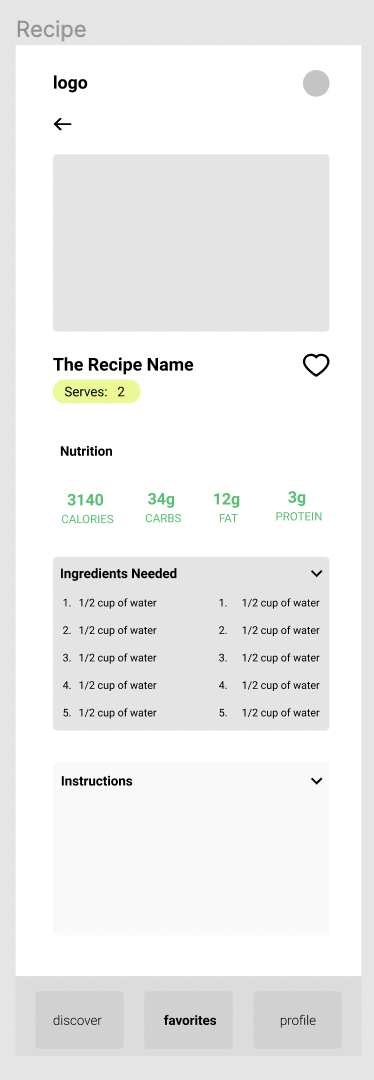 Recipe
logo
The Recipe Name
Serves: 2
Nutrition
3140 34g 12g 3g
CALORIES CARBS FAT PROTEIN
Ingredients Needed
1. 1/2 cup of water 1. 1/2 cup of water
2. 1/2 cup of water 2. 1/2 cup of water
3. 1/2 cup of water 3. 1/2 cup of water
4. 1/2 cup of water 4. 1/2 cup of water
5. 1/2 cup of water 5. 1/2 cup of water
Instructions
discover favorites profile